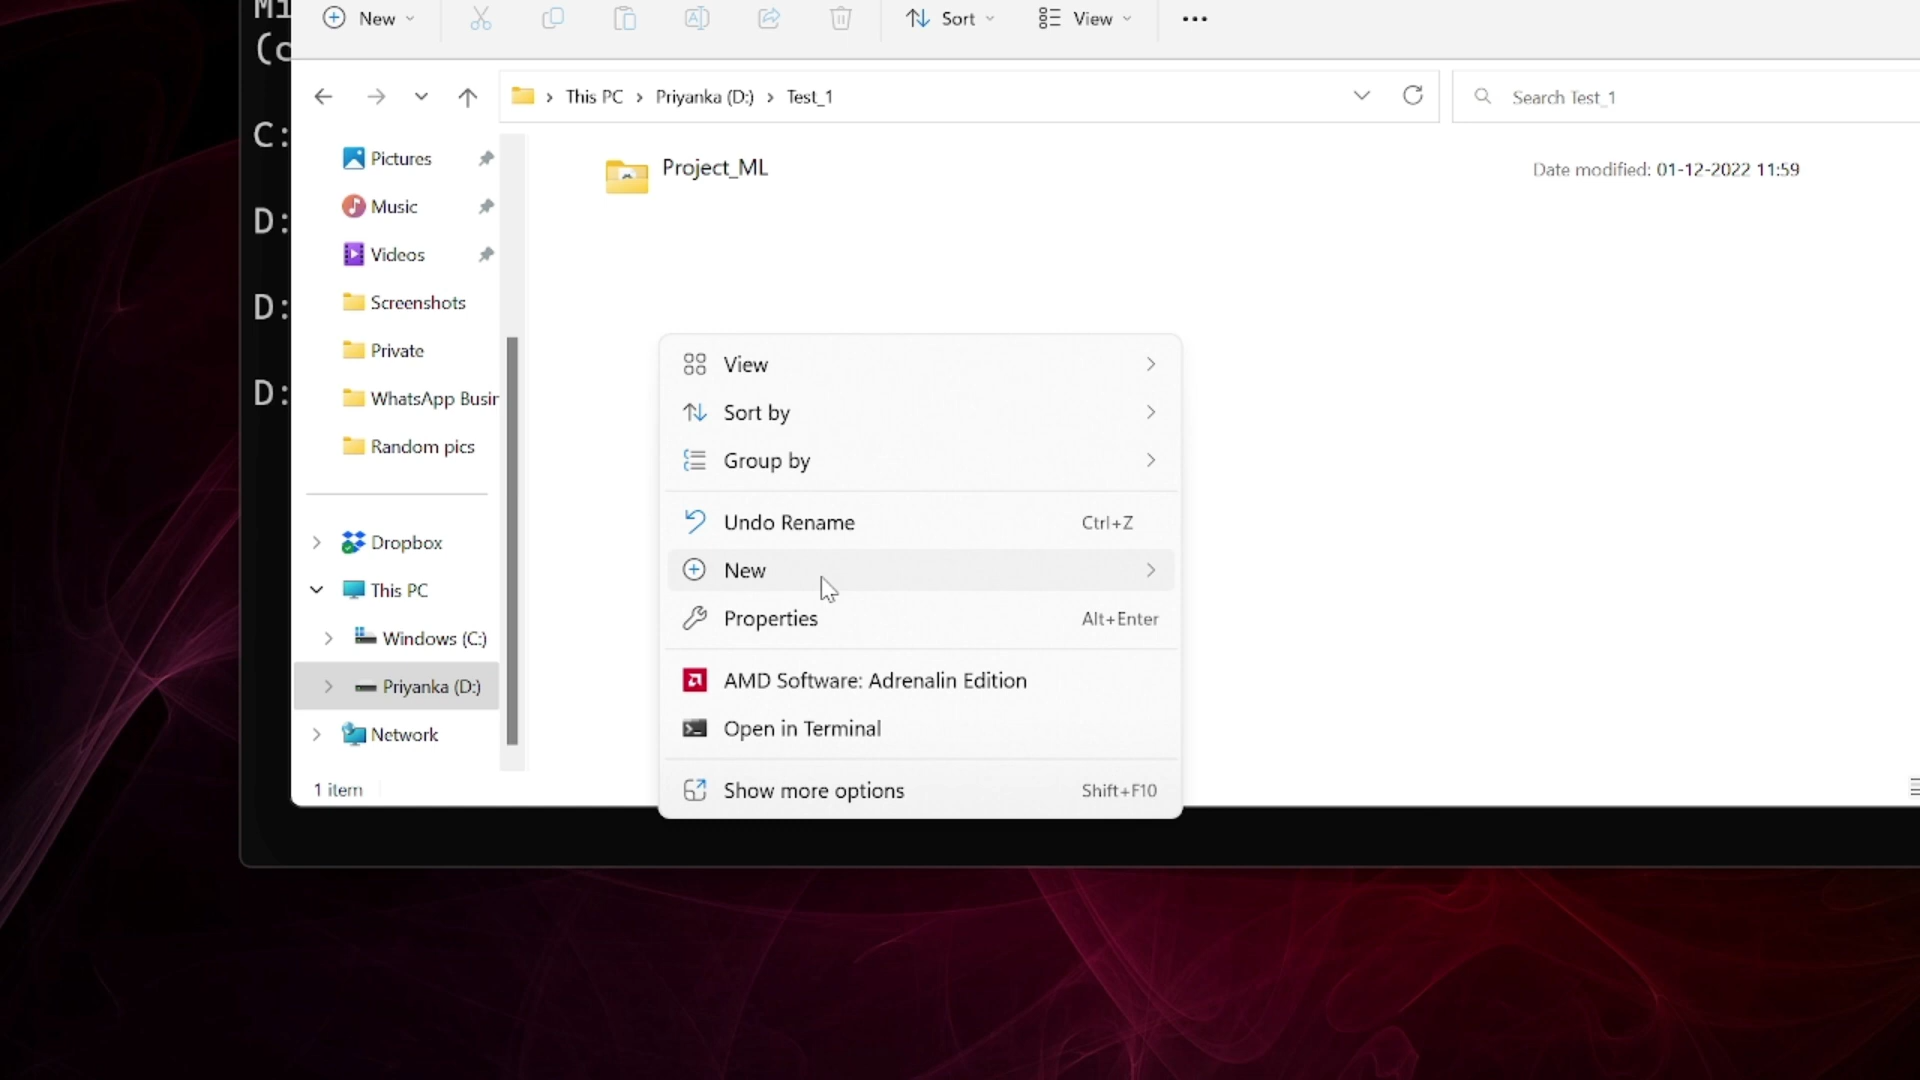 New
Sort
View
(c
This PC
Priyanka (D:)
Test_1
Search Test_1
C:
D:
D:
D:
Pictures
Music
Videos
Screenshots
Private
WhatsApp Busin
Random pics
Dropbox
This PC
Windows (C:)
Priyanka (D:)
Network
1 item
Project_ML
Date modified: 01-12-2022 11:59
View
Sort by
Group by
Undo Rename Ctrl+Z
New
Properties Alt+Enter
AMD Software: Adrenalin Edition
Open in Terminal
Show more options Shift+F10